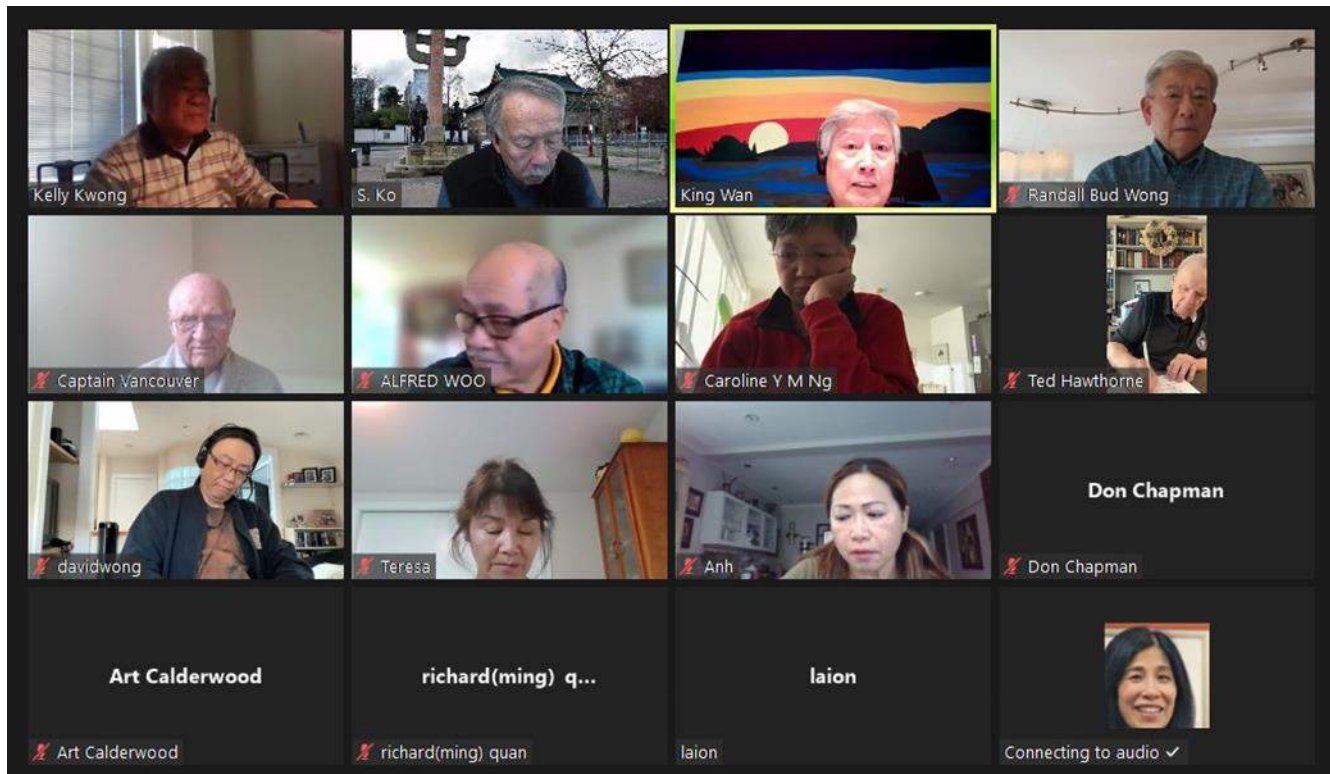 Kelly Kwong
S. Ko
King Wan
Randall Bud Wong
Captain Vancouver
ALFRED WOO
Caroline Y M Ng
Ted Hawthorne
davidwong
Teresa
Anh
Don Chapman
Don Chapman
Art Calderwood
Art Calderwood
richard(ming) q...
richard(ming) quan
laion
laion
Connecting to audio ✓